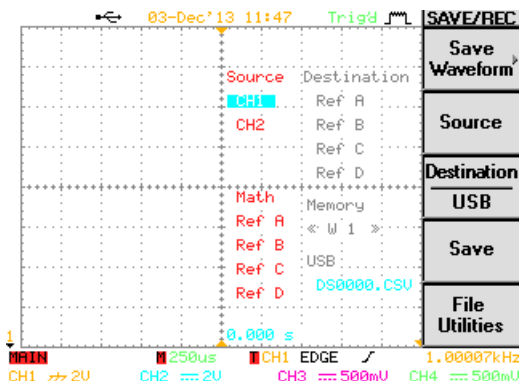 03-Dec'13 11:47 Trig'd SAVE/REC
Save
Waveform
Source
Destination
USB
Save
File
Utilities
Source Destination
CH1 Ref A
CH2 Ref B
Ref C
Ref D
Math
Ref A
Ref B
Ref C
Ref D
Memory
« W 1 »
USB
DS0000.CSV
1
0.000 s
MAIN M 250us T CH1 EDGE 1.00007kHz
CH1 2V CH2 2V CH3 500mV CH4 500mV